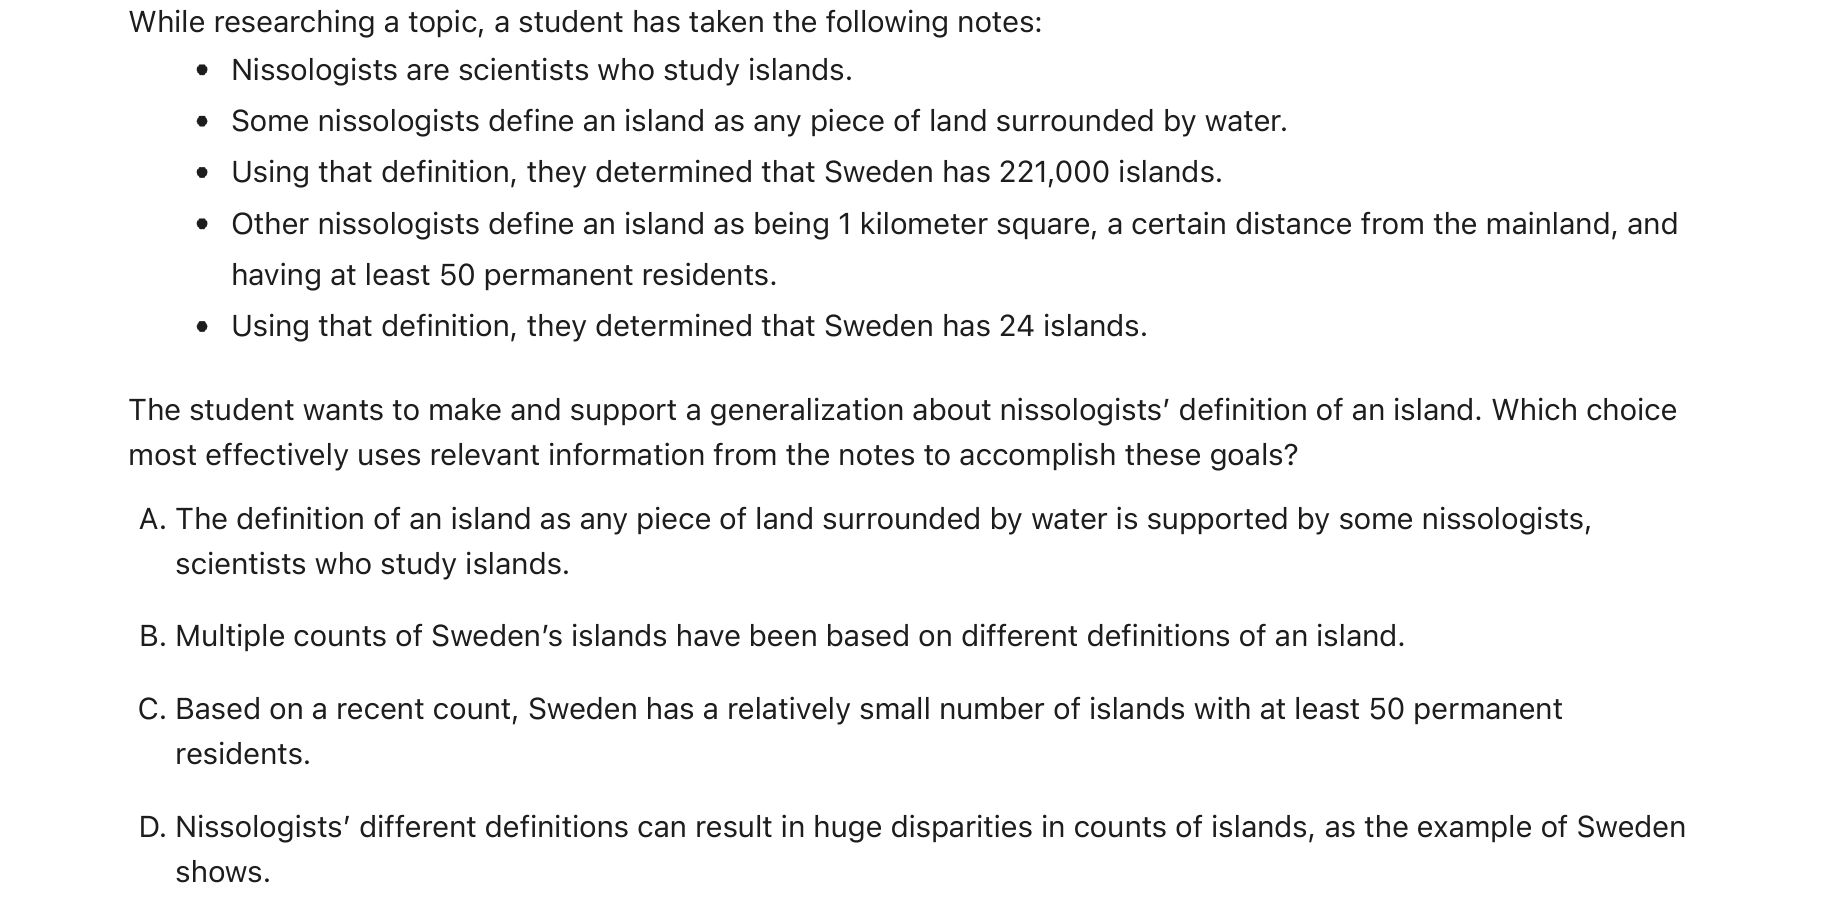 While researching a topic, a student has taken the following notes:
• Nissologists are scientists who study islands.
• Some nissologists define an island as any piece of land surrounded by water.
• Using that definition, they determined that Sweden has 221,000 islands.
• Other nissologists define an island as being 1 kilometer square, a certain distance from the mainland, and
having at least 50 permanent residents.
• Using that definition, they determined that Sweden has 24 islands.
The student wants to make and support a generalization about nissologists’ definition of an island. Which choice
most effectively uses relevant information from the notes to accomplish these goals?
A. The definition of an island as any piece of land surrounded by water is supported by some nissologists,
scientists who study islands.
B. Multiple counts of Sweden’s islands have been based on different definitions of an island.
C. Based on a recent count, Sweden has a relatively small number of islands with at least 50 permanent
residents.
D. Nissologists’ different definitions can result in huge disparities in counts of islands, as the example of Sweden
shows.